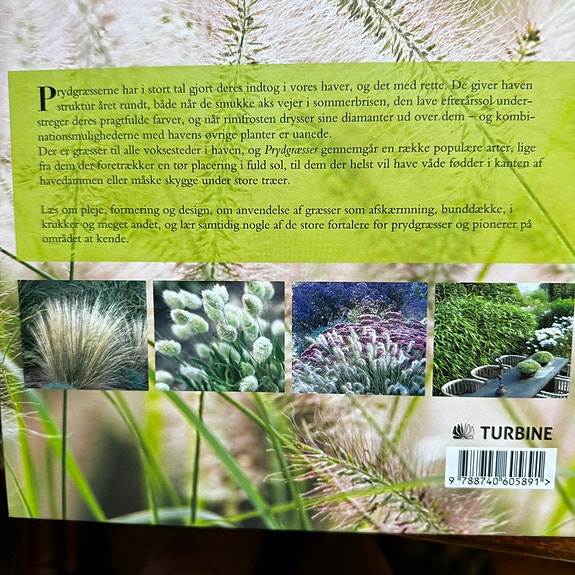 Prydgræsserne har i stort tal gjort deres indtog i vores haver, og det med rette. De giver haven
struktur året rundt, både når de smukke aks vejer i sommerbrisen, den lave efterårssol under-
streger deres pragtfulde farver, og når rimfrosten drysser sine diamanter ud over dem – og kombi-
nationsmulighederne med havens øvrige planter er uanede.
Der er græsser til alle voksesteder i haven, og Prydgræsser gennemgår en række populære arter, lige
fra dem der foretrækker en tør placering i fuld sol, til dem der helst vil have våde fødder i kanten af
havedammen eller måske skygge under store træer.
Læs om pleje, formering og design, om anvendelse af græsser som afskærmning, bunddække, i
krukker og meget andet, og lær samtidig nogle af de store fortalere for prydgræsser og pionerer på
området at kende.
TURBINE
9 788740 605891 >